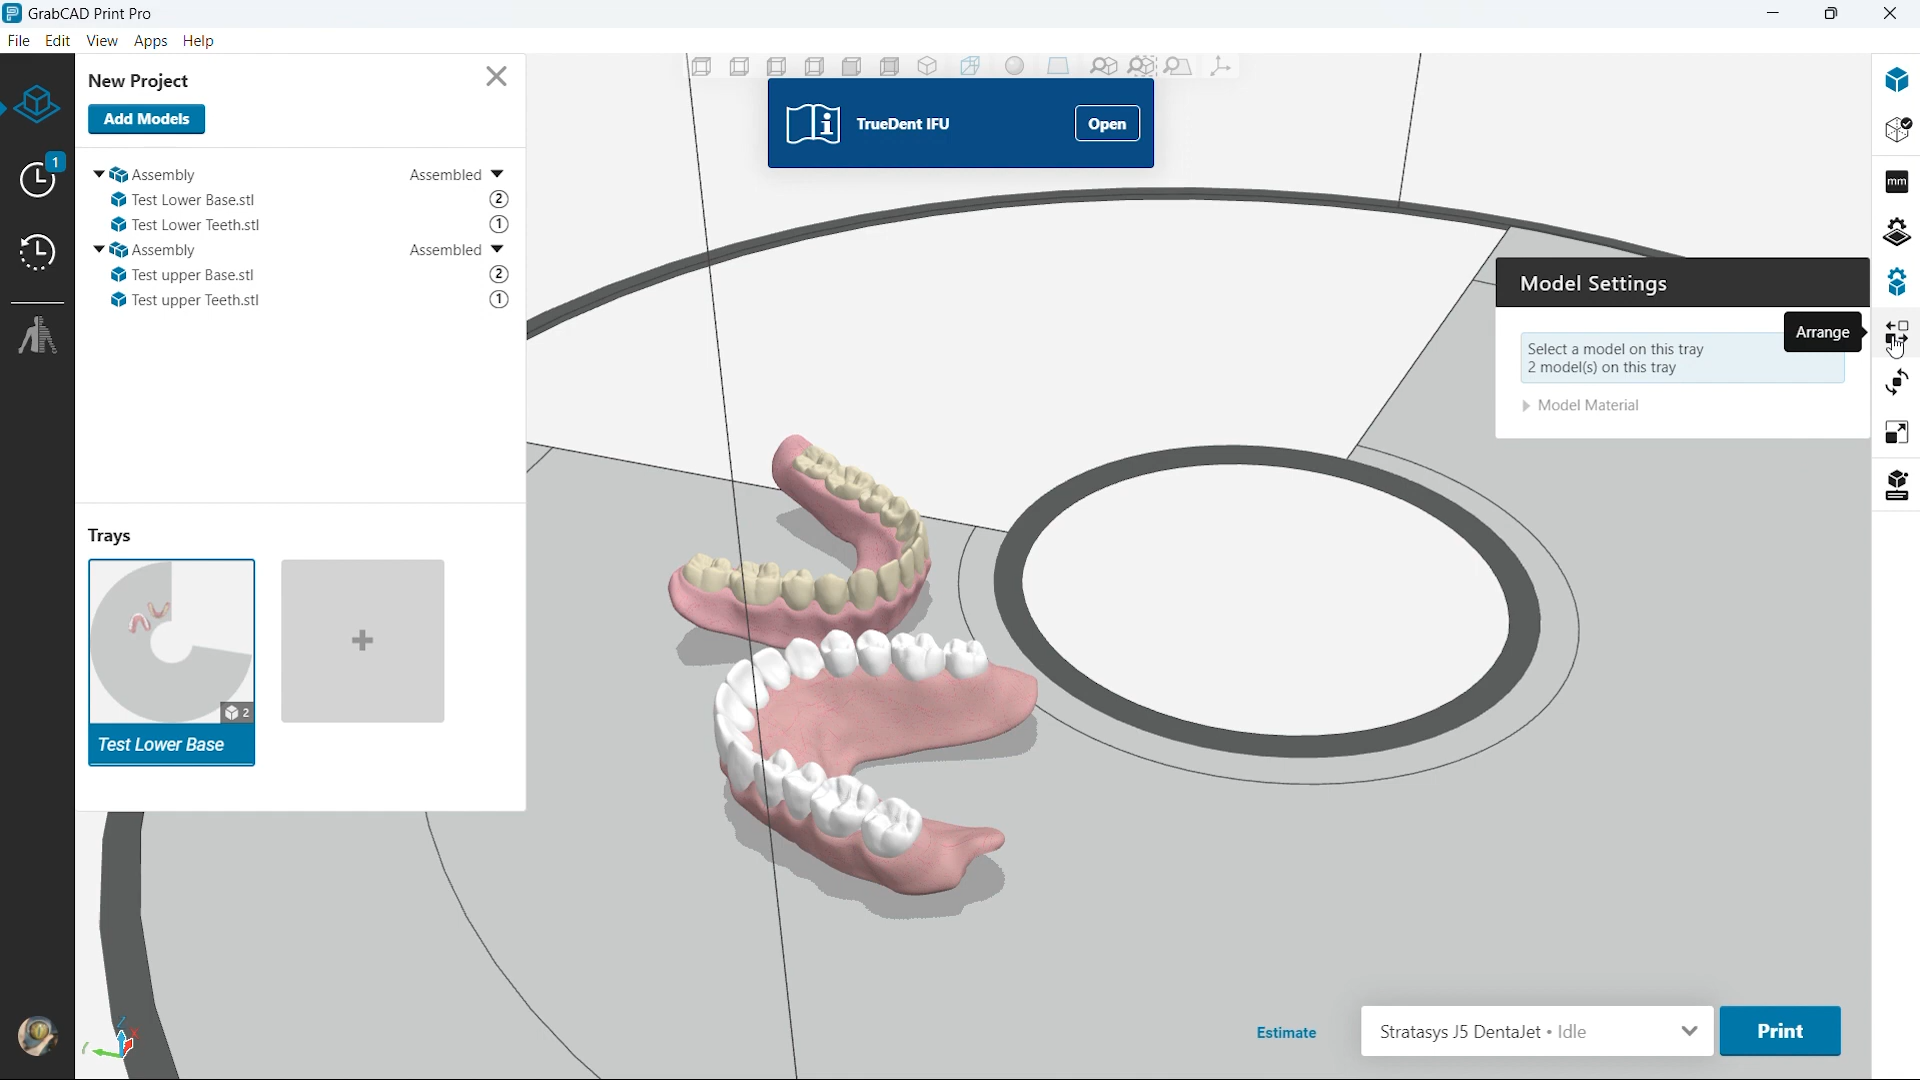 GrabCAD Print Pro
File Edit View Apps Help
New Project
Add Models
1
Assembly Assembled
Test Lower Base.stl 2
Test Lower Teeth.stl 1
Assembly Assembled
Test upper Base.stl 2
Test upper Teeth.stl 1
TrueDent IFU
Open
mm
Model Settings
Arrange
Select a model on this tray
2 model(s) on this tray
Model Material
Trays
2
Test Lower Base
Z
X
Estimate
Stratasys J5 DentaJet • Idle
Print